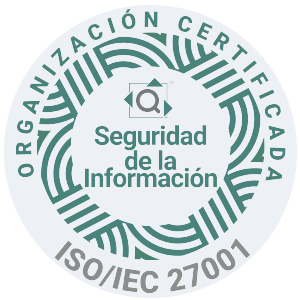 ORGANIZACIÓN CERTIFICADA
Seguridad
de la
Información
ISO/IEC 27001